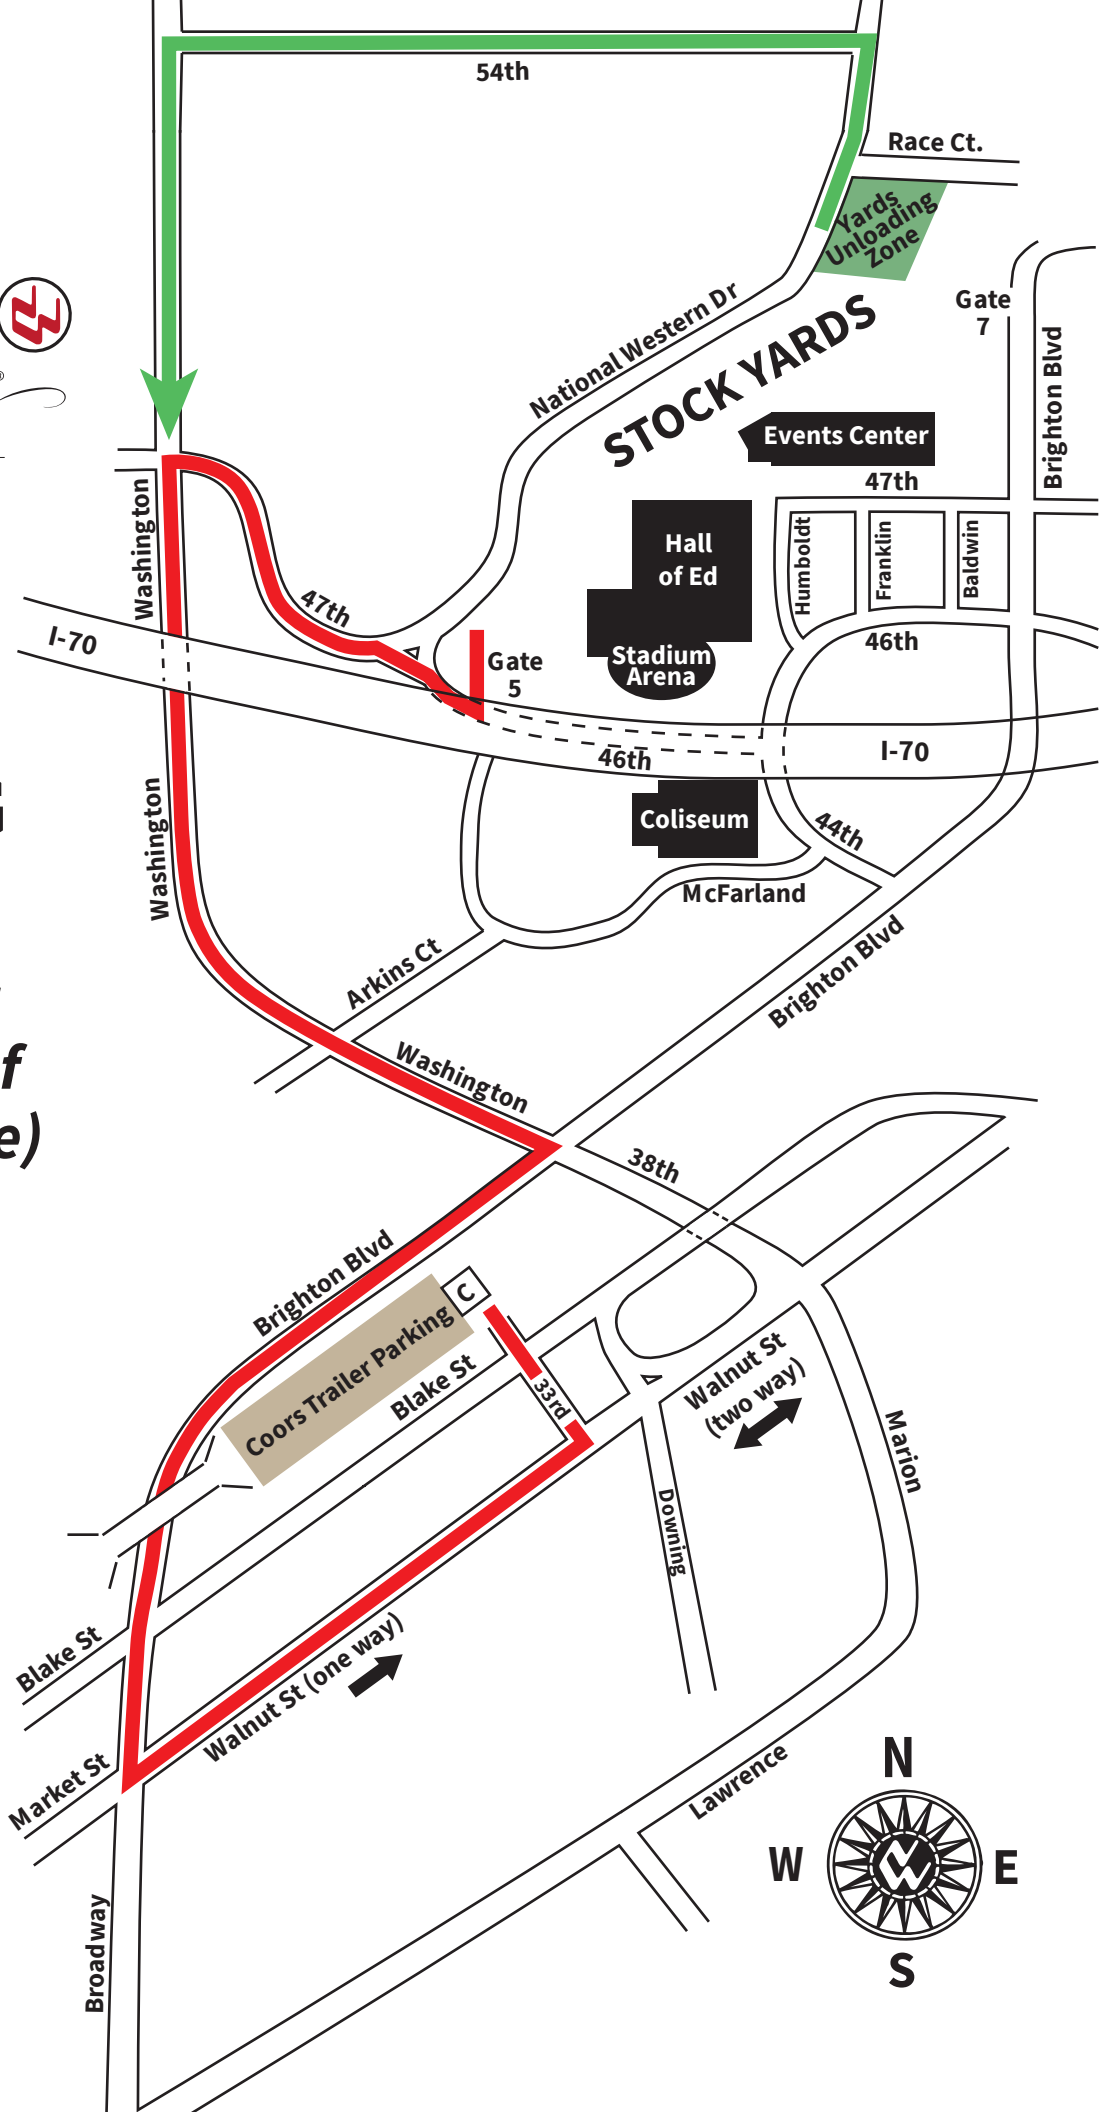 54th
Race Ct.
Yards
Unloading
Zone
Gate
7
National Western Dr
STOCK YARDS
Brighton Blvd
Events Center
47th
Washington
Hall
of Ed
Humboldt
Franklin
Baldwin
47th
I-70
46th
Gate
5
Stadium
Arena
46th
I-70
Washington
Coliseum
44th
McFarland
Arkins Ct
Brighton Blvd
f
e)
Washington
38th
Brighton Blvd
C
Coors Trailer Parking
Blake St
33rd
Walnut St
(two way)
Marion
Downing
Blake St
Walnut St (one way)
Market St
Lawrence
Broadway
N
W
E
S